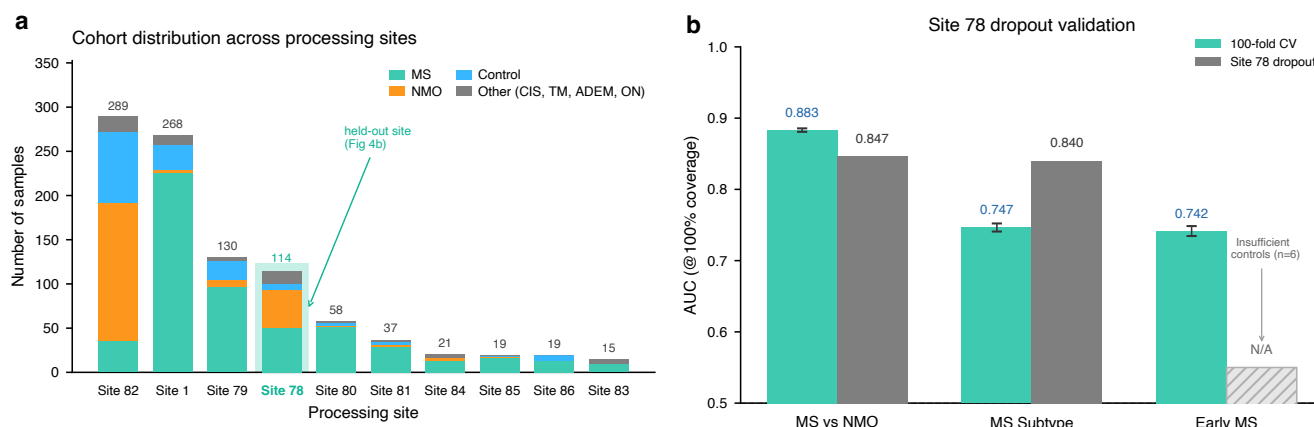 a
Cohort distribution across processing sites
350
300
250
200
150
100
50
0
Number of samples
MS
NMO
Control
Other (CIS, TM, ADEM, ON)
289
268
130
114
58
37
21
19
19
15
held-out site
(Fig 4b)
Site 82
Site 1
Site 79
Site 78
Site 80
Site 81
Site 84
Site 85
Site 86
Site 83
Processing site
b
Site 78 dropout validation
1.0
0.9
0.8
0.7
0.6
0.5
AUC (@100% coverage)
100-fold CV
Site 78 dropout
0.883
0.847
0.747
0.840
0.742
Insufficient
controls (n=6)
N/A
MS vs NMO
MS Subtype
Early MS